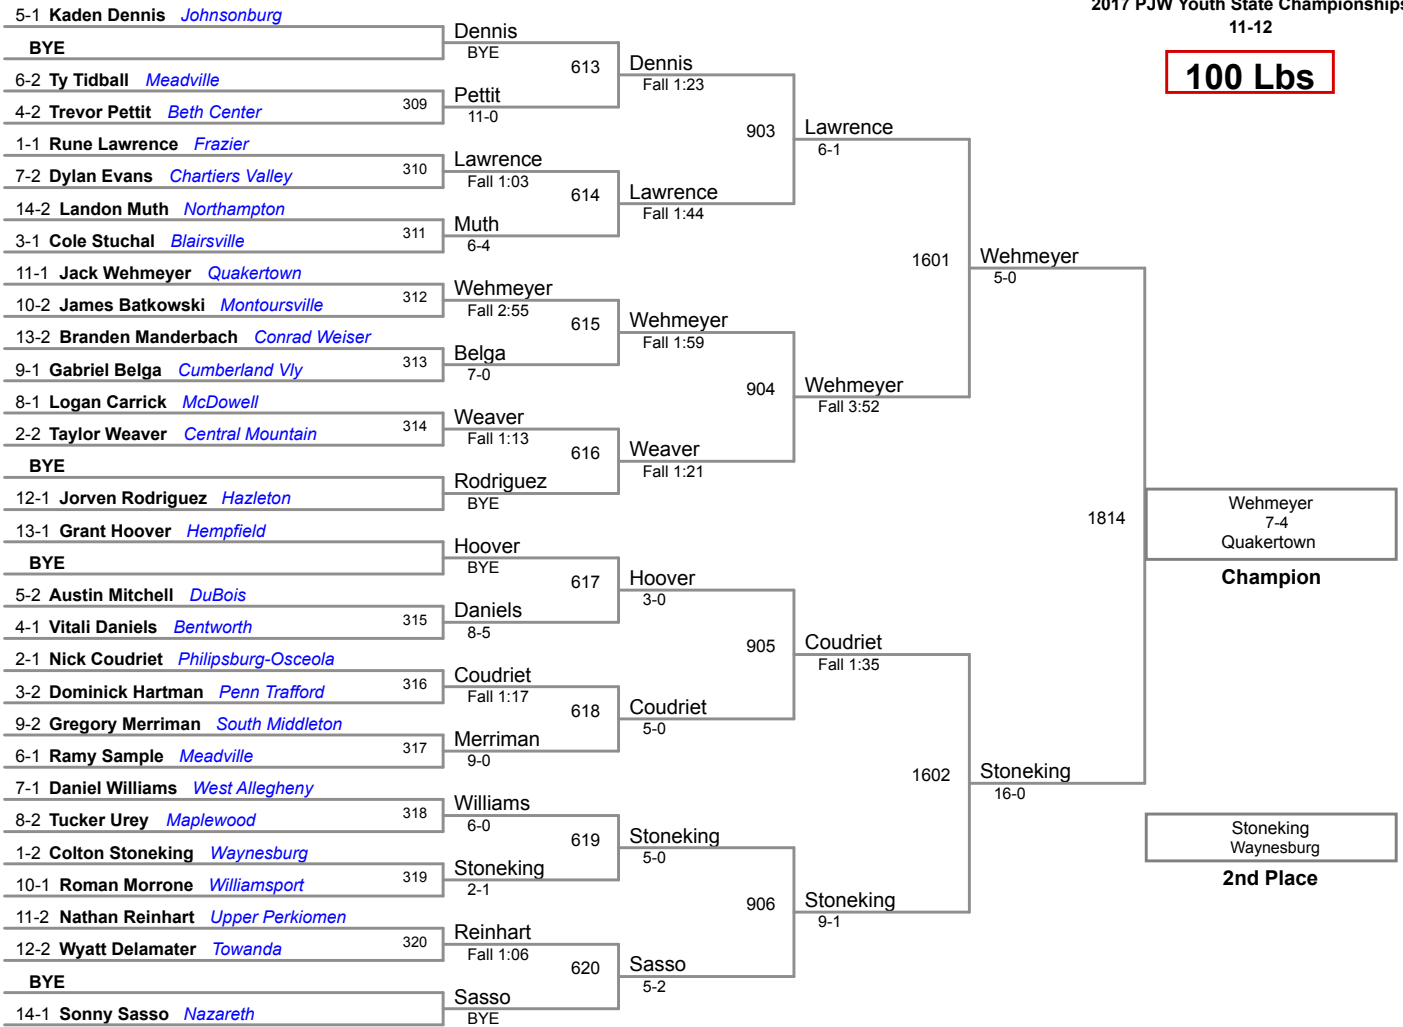 2017 PJW Youth State Championships
11-12
100 Lbs
5-1 Kaden Dennis Johnsonburg
BYE
6-2 Ty Tidball Meadville
4-2 Trevor Pettit Beth Center
1-1 Rune Lawrence Frazier
7-2 Dylan Evans Chartiers Valley
14-2 Landon Muth Northampton
3-1 Cole Stuchal Blairsville
11-1 Jack Wehmeyer Quakertown
10-2 James Batkowski Montoursville
13-2 Branden Manderbach Conrad Weiser
9-1 Gabriel Belga Cumberland Vly
8-1 Logan Carrick McDowell
2-2 Taylor Weaver Central Mountain
BYE
12-1 Jorven Rodriguez Hazleton
13-1 Grant Hoover Hempfield
BYE
5-2 Austin Mitchell DuBois
4-1 Vitali Daniels Bentworth
2-1 Nick Coudriet Philipsburg-Osceola
3-2 Dominick Hartman Penn Trafford
9-2 Gregory Merriman South Middleton
6-1 Ramy Sample Meadville
7-1 Daniel Williams West Allegheny
8-2 Tucker Urey Maplewood
1-2 Colton Stoneking Waynesburg
10-1 Roman Morrone Williamsport
11-2 Nathan Reinhart Upper Perkiomen
12-2 Wyatt Delamater Towanda
BYE
14-1 Sonny Sasso Nazareth
309
310
311
312
313
314
315
316
317
318
319
320
Dennis
BYE
Pettit
11-0
Lawrence
Fall 1:03
Muth
6-4
Wehmeyer
Fall 2:55
Belga
7-0
Weaver
Fall 1:13
Rodriguez
BYE
Hoover
BYE
Daniels
8-5
Coudriet
Fall 1:17
Merriman
9-0
Williams
6-0
Stoneking
2-1
Reinhart
Fall 1:06
Sasso
BYE
613
614
615
616
617
618
619
620
Dennis
Fall 1:23
Lawrence
Fall 1:44
Wehmeyer
Fall 1:59
Weaver
Fall 1:21
Hoover
3-0
Coudriet
5-0
Stoneking
5-0
Sasso
5-2
903
904
905
906
Lawrence
6-1
Wehmeyer
Fall 3:52
Coudriet
Fall 1:35
Stoneking
9-1
1601
1602
Wehmeyer
5-0
Stoneking
16-0
1814
Wehmeyer
7-4
Quakertown
Champion
Stoneking
Waynesburg
2nd Place